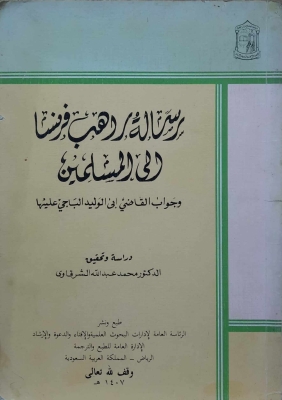 رسالة راهب فرنسا
إلى المسلمين
وجواب القاضي أبي الوليد الباجي عليها
دراسة وتحقيق
الدكتور محمد عبد الله الشرقاوي
طبع ونشر
الرئاسة العامة لإدارات البحوث العلمية والإفتاء والدعوة والإرشاد
الإدارة العامة للطبع والترجمة
الرياض - المملكة العربية السعودية
وقف لله تعالى
١٤٠٧ هـ